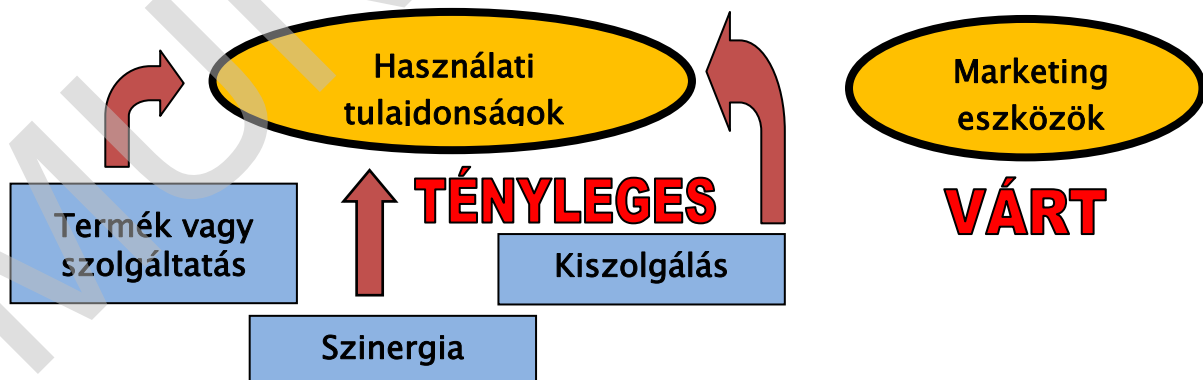 Használati
tulajdonságok
Marketing
eszközök
TÉNYLEGES
VÁRT
Termék vagy
szolgáltatás
Kiszolgálás
Szinergia